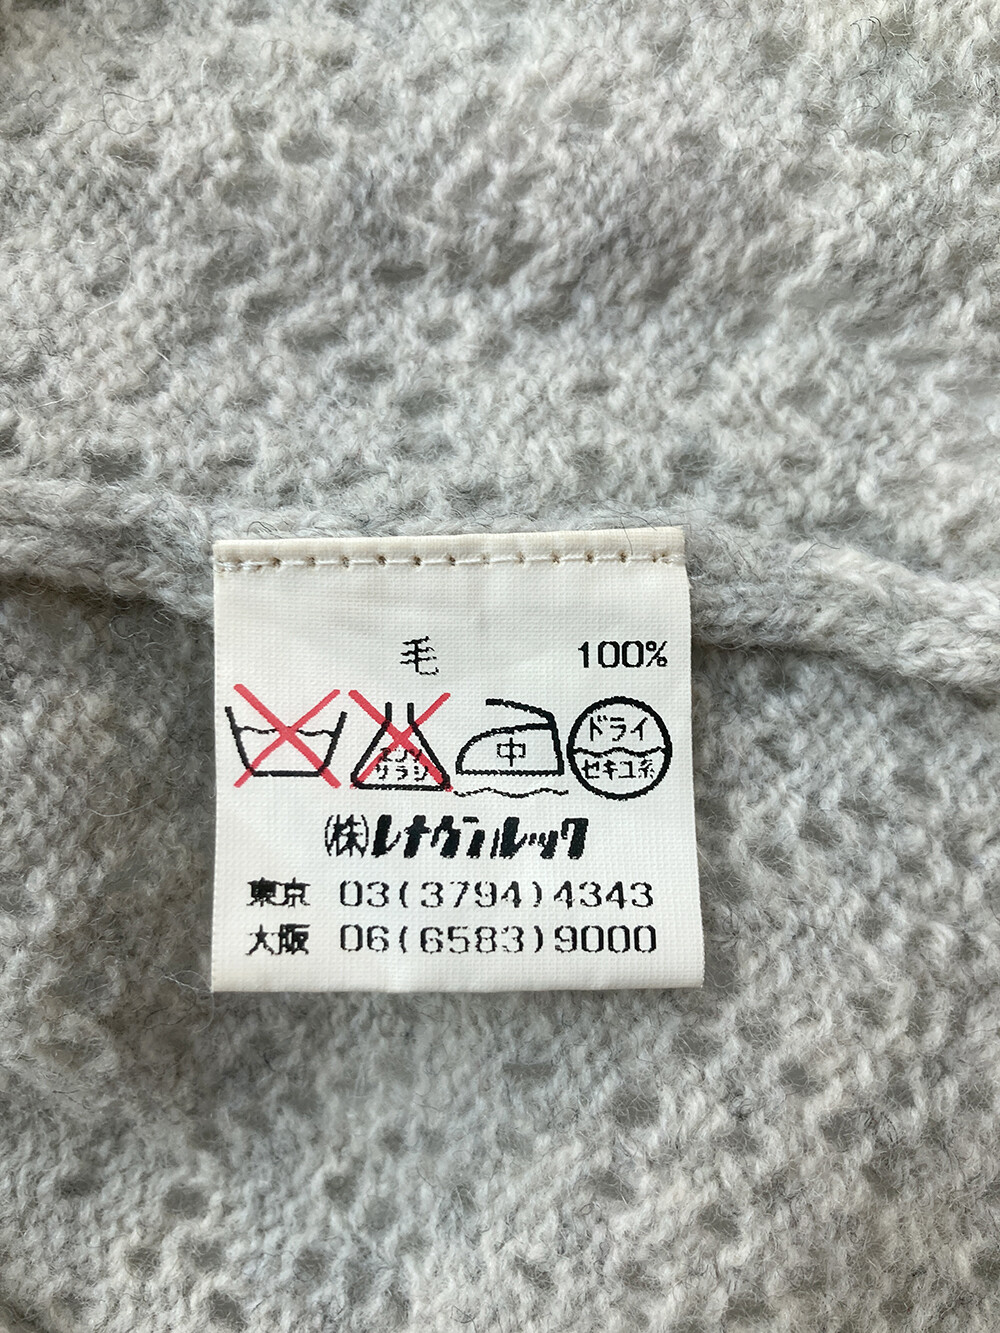 毛 100%
エンソ
サラシ
中
ドライ
セキユ系
(株)レナウンルック
東京 03(3794)4343
大阪 06(6583)9000